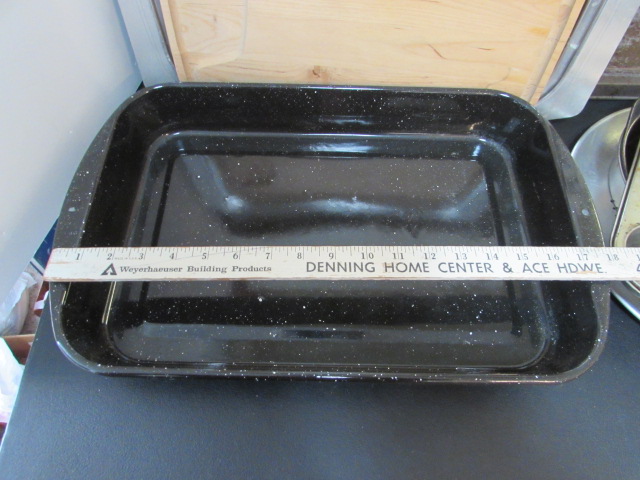 1 2 3 4 5 6 7 8 9 10 11 12 13 14 15 16 17 18
Weyerhaeuser Building Products DENNING HOME CENTER & ACE HDWE.